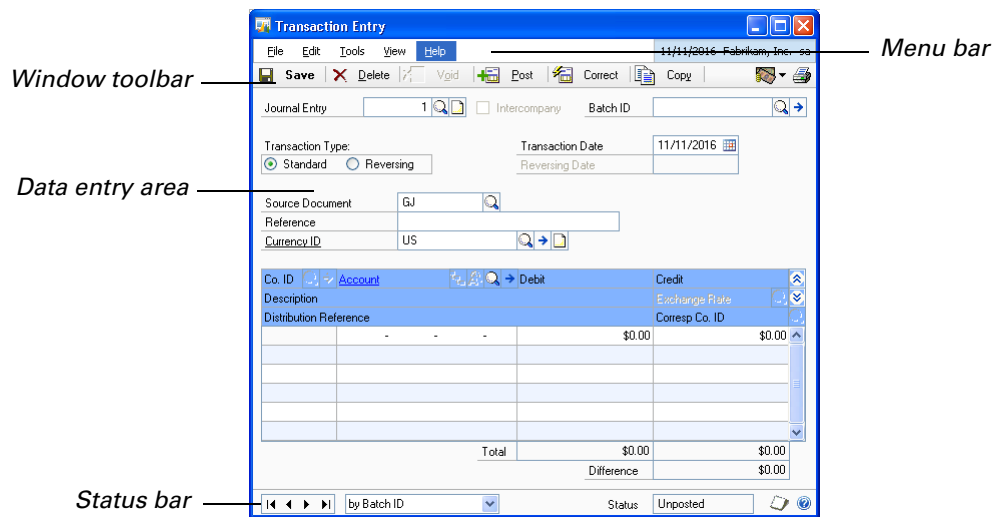 Transaction Entry
File Edit Tools View Help 11/11/2016 Fabrikam, Inc. sa
Menu bar
Window toolbar
Save Delete Void Post Correct Copy
Journal Entry 1 Intercompany Batch ID
Transaction Type: Transaction Date 11/11/2016
Standard Reversing Reversing Date
Data entry area
Source Document GJ
Reference
Currency ID US
Co. ID Account Debit Credit
Description Exchange Rate
Distribution Reference Corresp Co. ID
- - - $0.00 $0.00
Total $0.00 $0.00
Difference $0.00
Status bar
by Batch ID Status Unposted